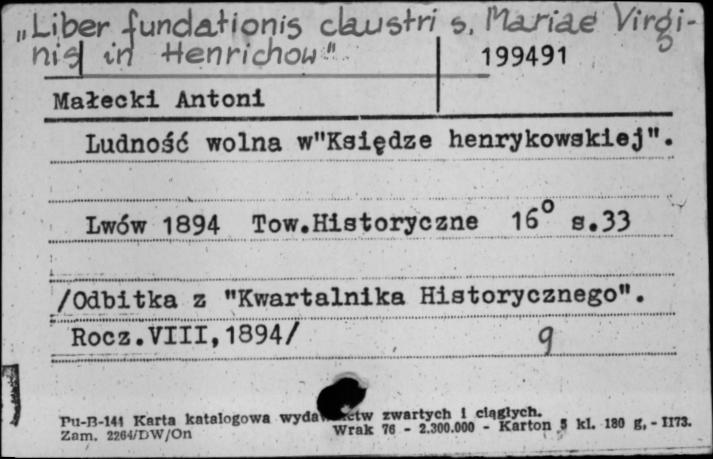 „Liber fundationis claustri s. Mariae Virgi-
nis in Henrichow"
199491
Małecki Antoni
Ludność wolna w"Księdze henrykowskiej".
Lwów 1894 Tow.Historyczne 16° s.33
/Odbitka z "Kwartalnika Historycznego".
Rocz.VIII,1894/
9
Pu-B-141 Karta katalogowa zwartych i ciągłych.
Zam. 2264/DW/On Wrak 76 - 2.300.000 - Karton 5 kl. 180 g, - 1173.